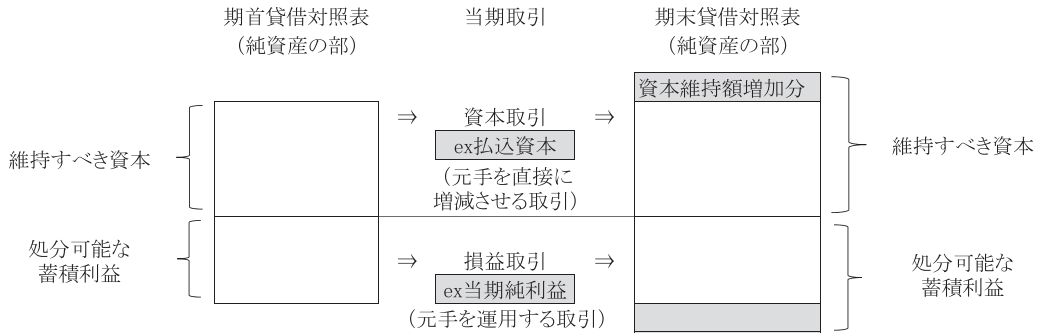 期首貸借対照表
（純資産の部）
当期取引
期末貸借対照表
（純資産の部）
資本維持額増加分
維持すべき資本
⇒
資本取引
⇒
ex払込資本
（元手を直接に
増減させる取引）
維持すべき資本
処分可能な
蓄積利益
⇒
損益取引
⇒
ex当期純利益
（元手を運用する取引）
処分可能な
蓄積利益